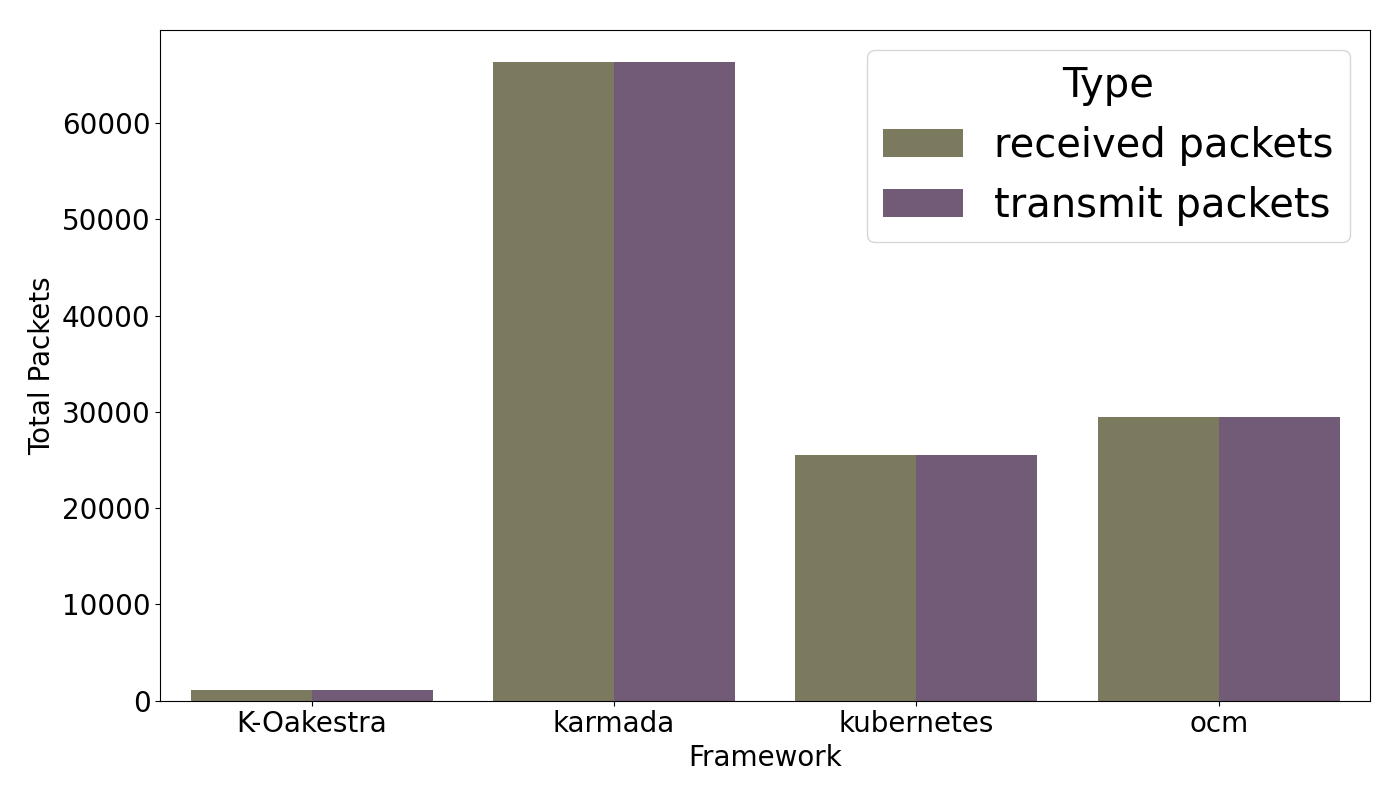 Type
received packets
transmit packets
Total Packets
60000
50000
40000
30000
20000
10000
0
K-Oakestra karmada kubernetes ocm
Framework